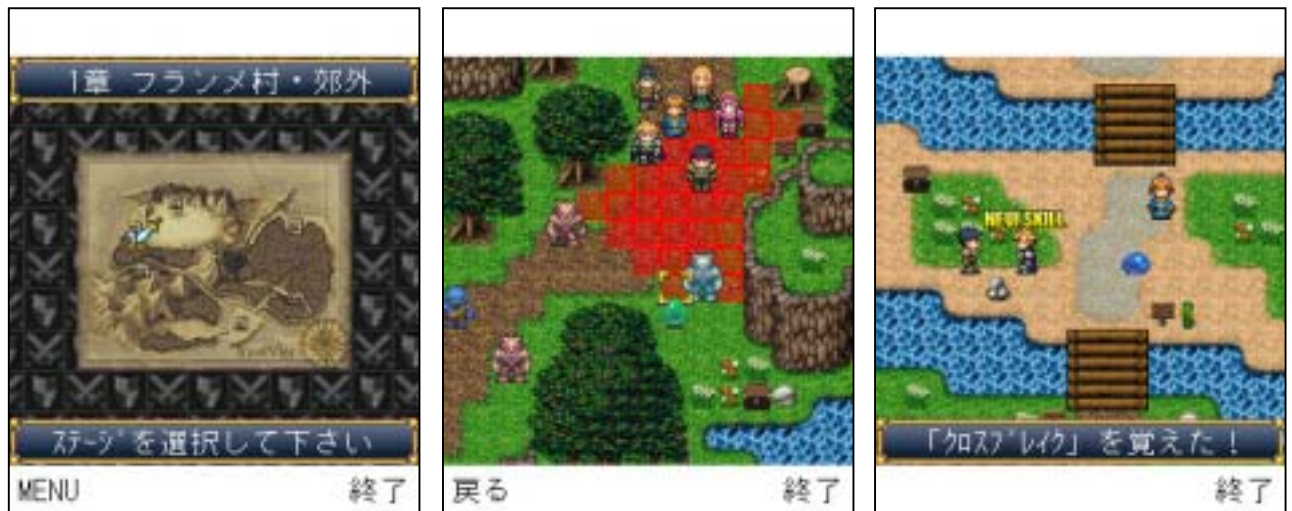 1章 フランメ村・郊外
ｽﾃｰｼﾞを選択して下さい
MENU
終了
戻る
終了
NEW SKILL
「ｸﾛｽﾌﾞﾚｲｸ」を覚えた！
終了